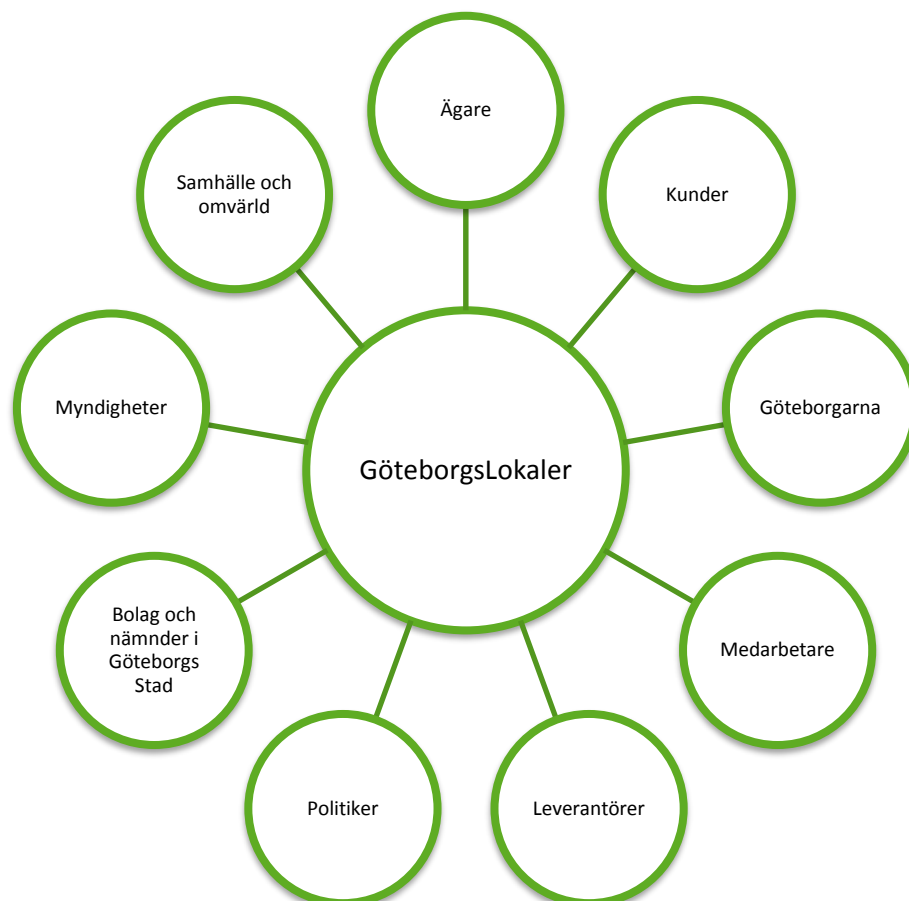 Ägare
Kunder
Samhälle och
omvärld
Göteborgarna
Myndigheter
GöteborgsLokaler
Medarbetare
Bolag och
nämnder i
Göteborgs
Stad
Leverantörer
Politiker